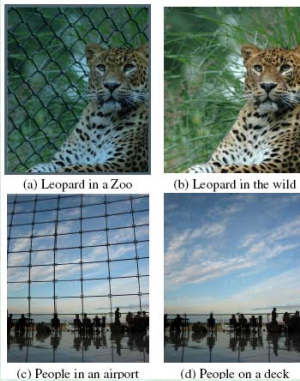 (a) Leopard in a Zoo
(b) Leopard in the wild
(c) People in an airport
(d) People on a deck